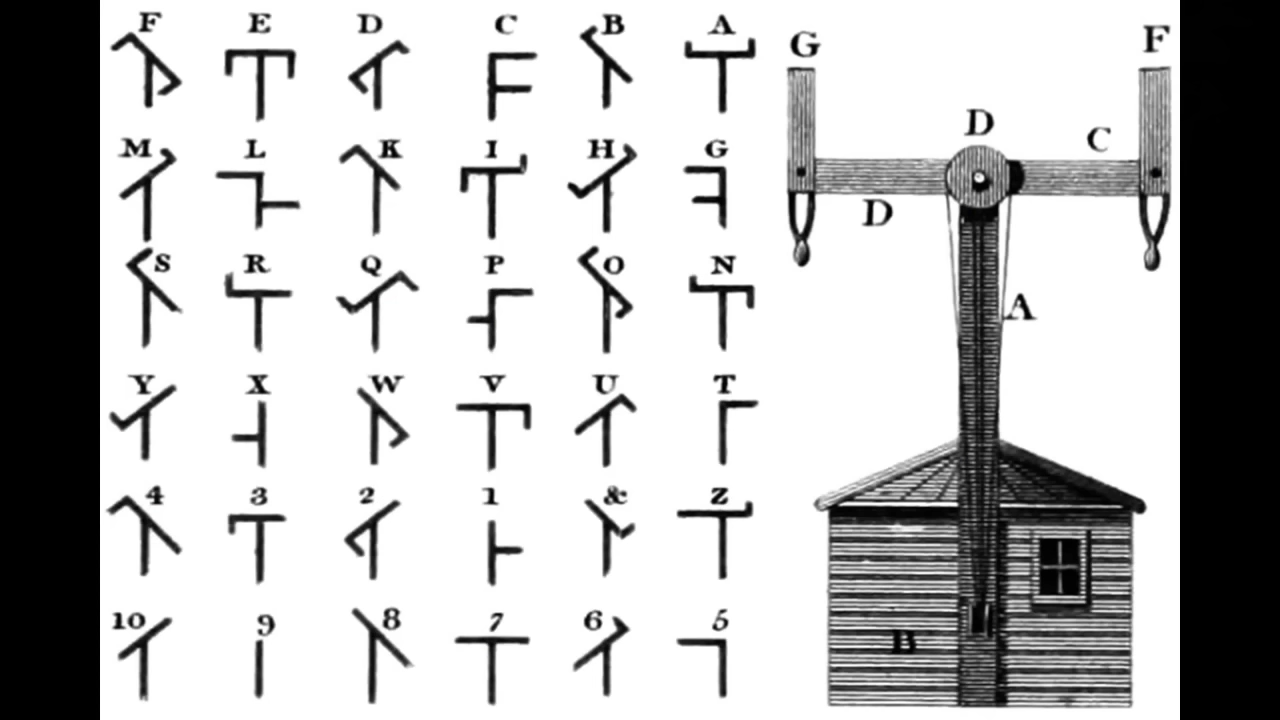 F E D C B A
M L K I H G
S R Q P O N
Y X W V U T
4 3 2 1 & Z
10 9 8 7 6 5
G F
D C
D
A
B